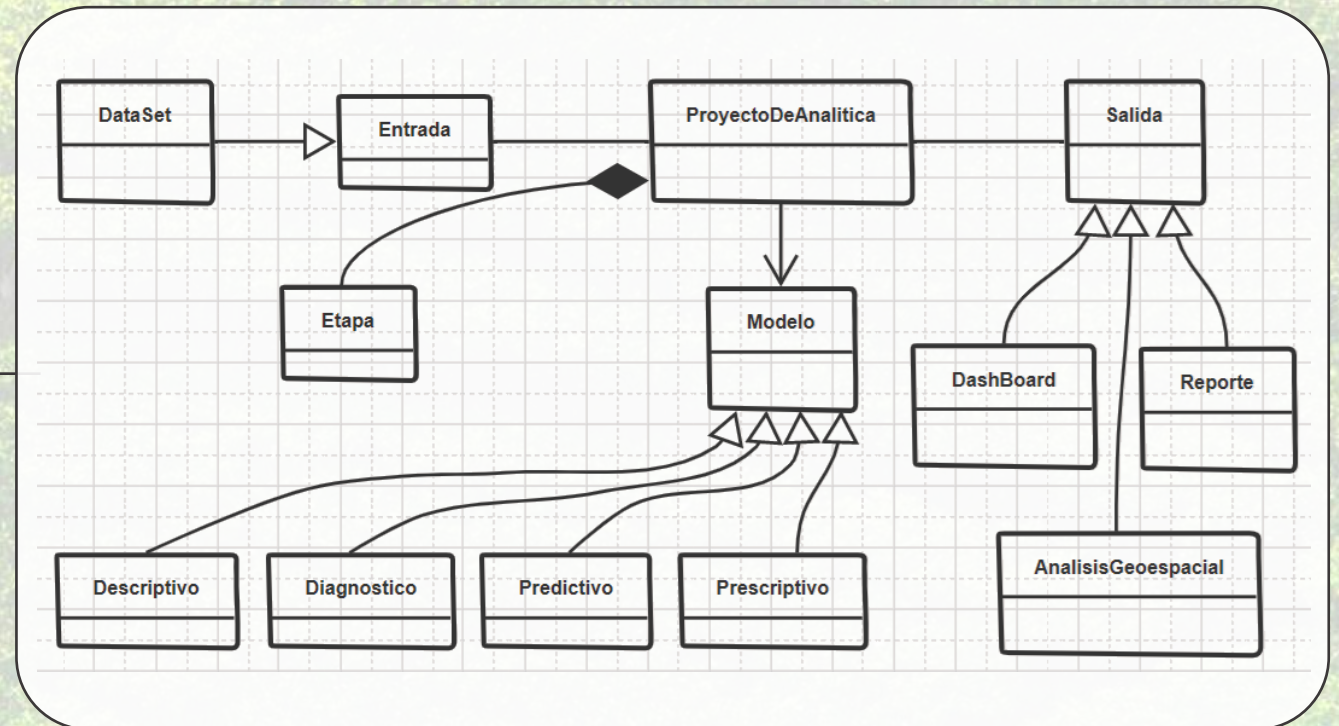 DataSet
Entrada
ProyectoDeAnalitica
Salida
Etapa
Modelo
DashBoard
Reporte
AnalisisGeoespacial
Descriptivo
Diagnostico
Predictivo
Prescriptivo